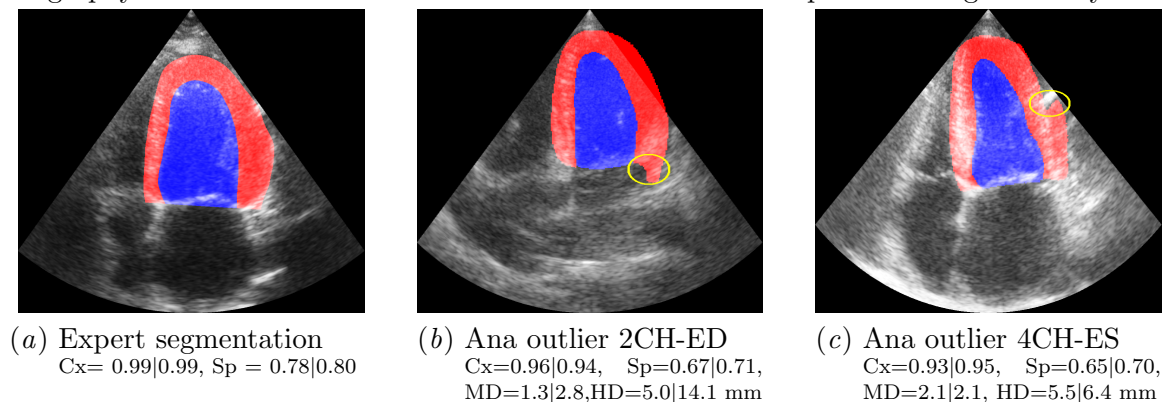 (a) Expert segmentation
Cx= 0.99|0.99, Sp = 0.78|0.80
(b) Ana outlier 2CH-ED
Cx=0.96|0.94, Sp=0.67|0.71,
MD=1.3|2.8,HD=5.0|14.1 mm
(c) Ana outlier 4CH-ES
Cx=0.93|0.95, Sp=0.65|0.70,
MD=2.1|2.1, HD=5.5|6.4 mm